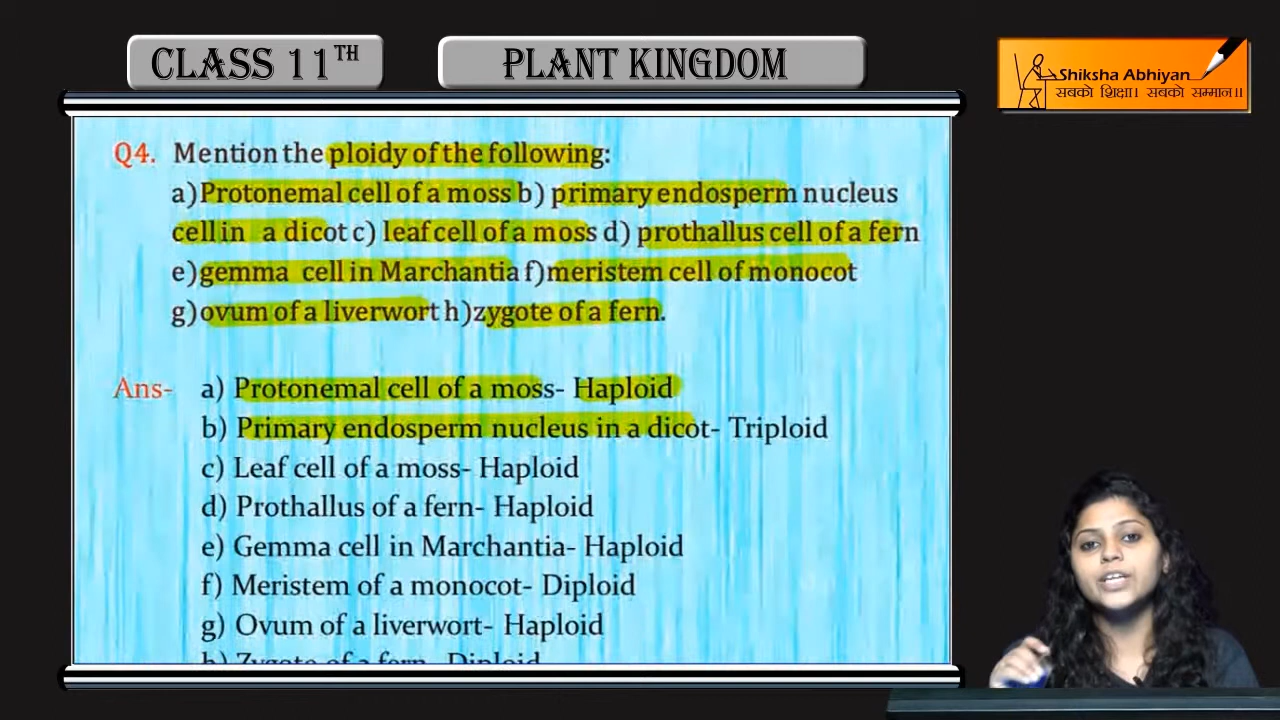 CLASS 11TH
PLANT KINGDOM
Shiksha Abhiyan
सबको शिक्षा। सबको सम्मान।।
Q4. Mention the ploidy of the following:
a)Protonemal cell of a moss b) primary endosperm nucleus
cell in a dicot c) leaf cell of a moss d) prothallus cell of a fern
e)gemma cell in Marchantia f)meristem cell of monocot
g)ovum of a liverwort h)zygote of a fern.
Ans- a) Protonemal cell of a moss- Haploid
b) Primary endosperm nucleus in a dicot- Triploid
c) Leaf cell of a moss- Haploid
d) Prothallus of a fern- Haploid
e) Gemma cell in Marchantia- Haploid
f) Meristem of a monocot- Diploid
g) Ovum of a liverwort- Haploid
h) Zygote of a fern- Diploid